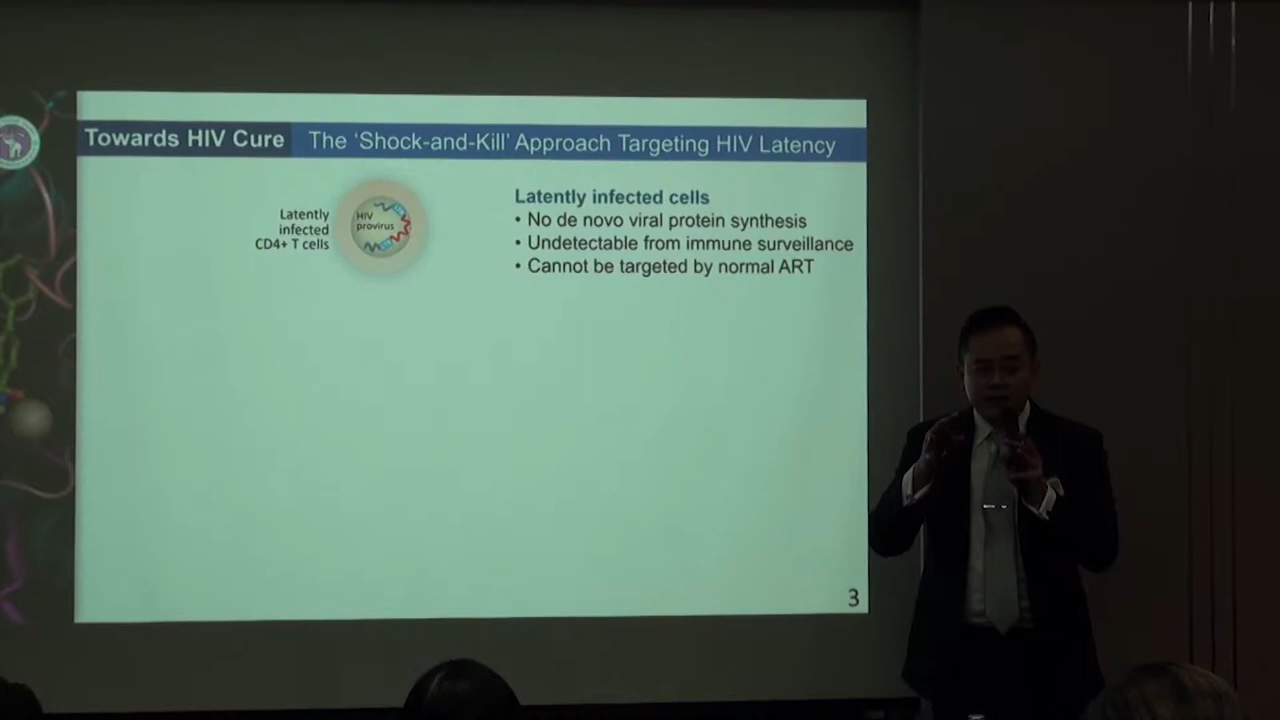 Towards HIV Cure
The ‘Shock-and-Kill’ Approach Targeting HIV Latency
Latently
infected
CD4+ T cells
HIV
provirus
Latently infected cells
• No de novo viral protein synthesis
• Undetectable from immune surveillance
• Cannot be targeted by normal ART
3